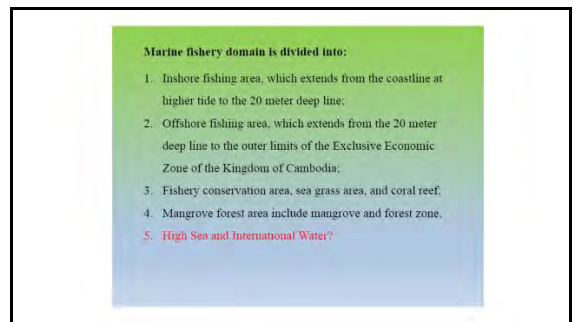 Marine fishery domain is divided into:
1. Inshore fishing area, which extends from the coastline at
higher tide to the 20 meter deep line;
2. Offshore fishing area, which extends from the 20 meter
deep line to the outer limits of the Exclusive Economic
Zone of the Kingdom of Cambodia;
3. Fishery conservation area, sea grass area, and coral reef,
4. Mangrove forest area include mangrove and forest zone,
5. High Sea and International Water?